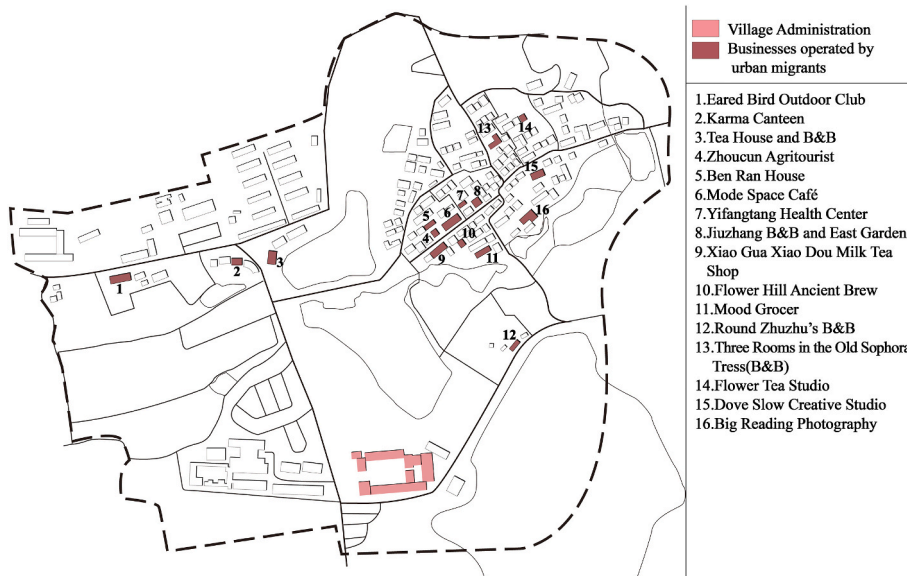 Village Administration
Businesses operated by
urban migrants
1.Eared Bird Outdoor Club
2.Karma Canteen
3.Tea House and B&B
4.Zhoucun Agritourist
5.Ben Ran House
6.Mode Space Café
7.Yifangtang Health Center
8.Jiuzhang B&B and East Garden
9.Xiao Gua Xiao Dou Milk Tea
Shop
10.Flower Hill Ancient Brew
11.Mood Grocer
12.Round Zhuzhu's B&B
13.Three Rooms in the Old Sophora
Tress(B&B)
14.Flower Tea Studio
15.Dove Slow Creative Studio
16.Big Reading Photography
13
14
15
7
8
5
6
16
4
10
9
11
2
3
1
12